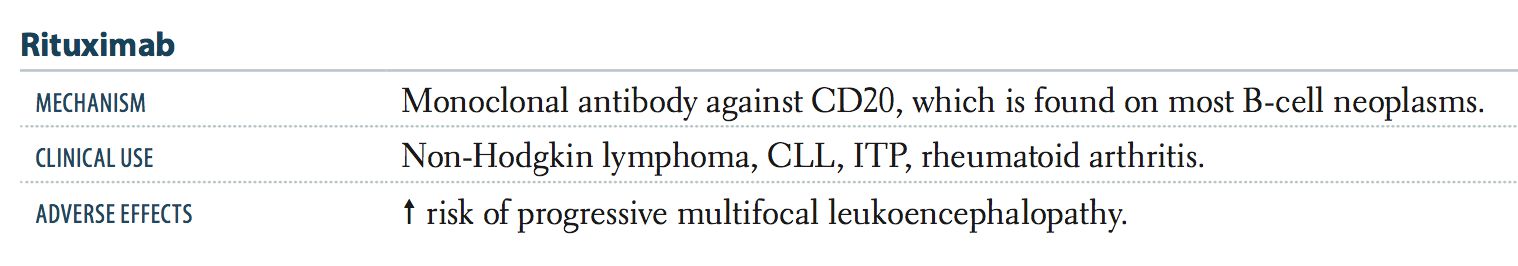 Rituximab
MECHANISM Monoclonal antibody against CD20, which is found on most B-cell neoplasms.
CLINICAL USE Non-Hodgkin lymphoma, CLL, ITP, rheumatoid arthritis.
ADVERSE EFFECTS ↑ risk of progressive multifocal leukoencephalopathy.